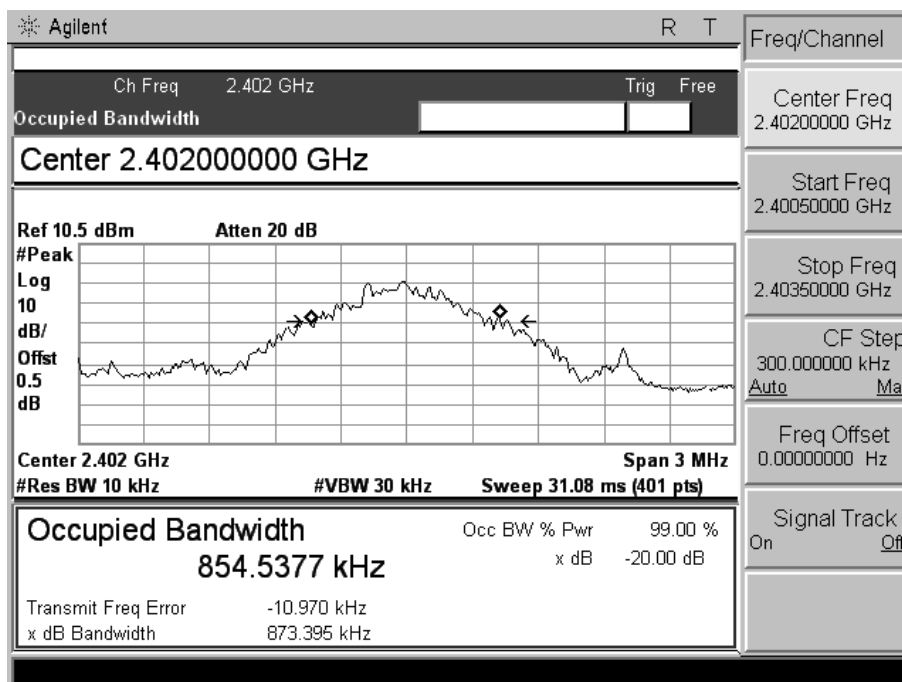 Agilent R T
Freq/Channel
Ch Freq 2.402 GHz Trig Free
Occupied Bandwidth
Center 2.402000000 GHz
Ref 10.5 dBm Atten 20 dB
#Peak
Log
10
dB/
Offst
0.5
dB
Center 2.402 GHz Span 3 MHz
#Res BW 10 kHz #VBW 30 kHz Sweep 31.08 ms (401 pts)
Occupied Bandwidth
854.5377 kHz
Occ BW % Pwr 99.00 %
x dB -20.00 dB
Transmit Freq Error -10.970 kHz
x dB Bandwidth 873.395 kHz
Center Freq
2.40200000 GHz
Start Freq
2.40050000 GHz
Stop Freq
2.40350000 GHz
CF Step
300.000000 kHz
Auto Ma
Freq Offset
0.00000000 Hz
Signal Track
On Off